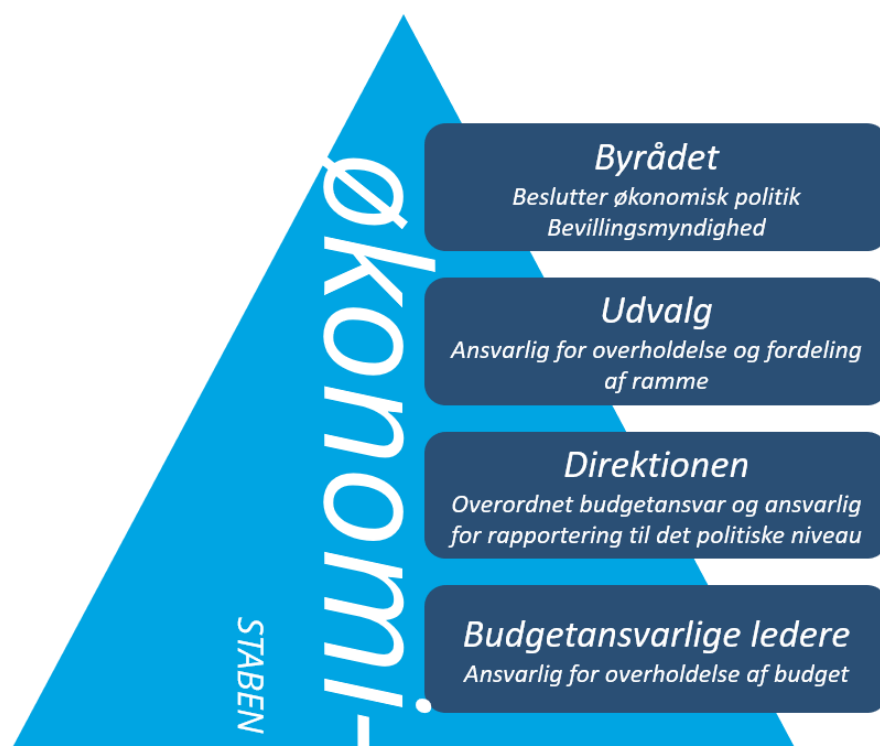 Byrådet
Beslutter økonomisk politik
Bevillingsmyndighed
Udvalg
Ansvarlig for overholdelse og fordeling
af ramme
Direktionen
Overordnet budgetansvar og ansvarlig
for rapportering til det politiske niveau
Budgetansvarlige ledere
Ansvarlig for overholdelse af budget
økonomi-
STABEN